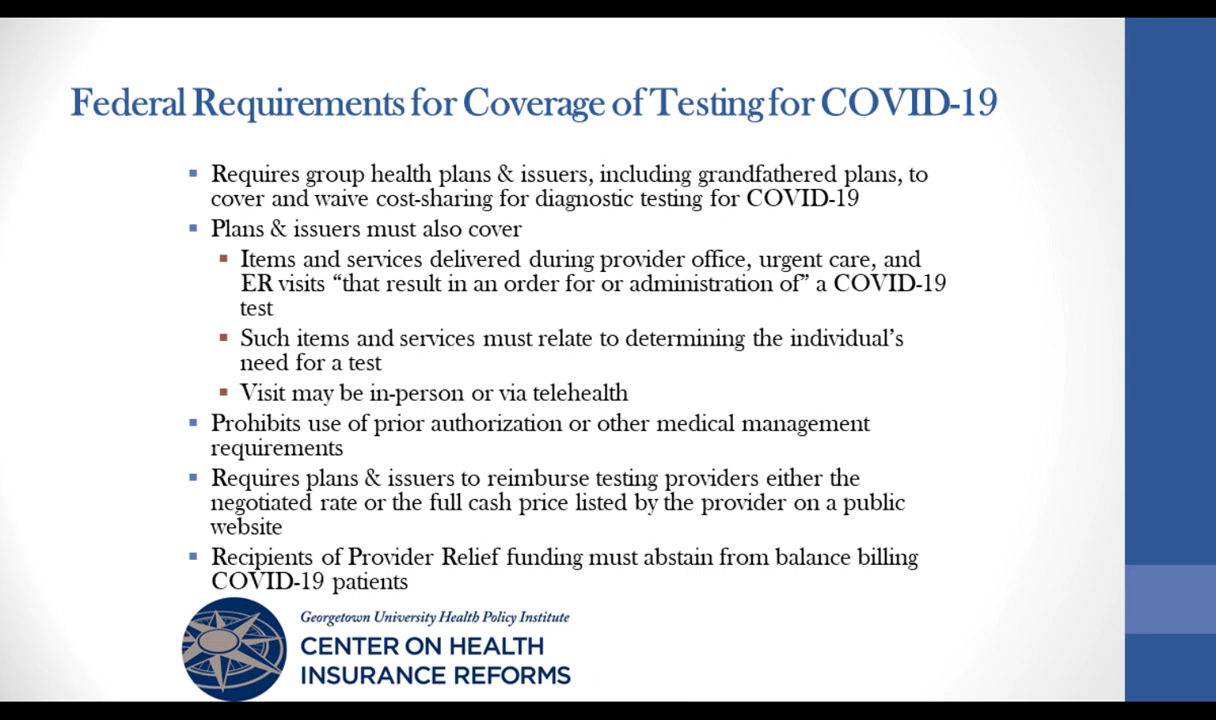 Federal Requirements for Coverage of Testing for COVID-19
▪ Requires group health plans & issuers, including grandfathered plans, to
cover and waive cost-sharing for diagnostic testing for COVID-19
▪ Plans & issuers must also cover
▪ Items and services delivered during provider office, urgent care, and
ER visits “that result in an order for or administration of” a COVID-19
test
▪ Such items and services must relate to determining the individual’s
need for a test
▪ Visit may be in-person or via telehealth
▪ Prohibits use of prior authorization or other medical management
requirements
▪ Requires plans & issuers to reimburse testing providers either the
negotiated rate or the full cash price listed by the provider on a public
website
▪ Recipients of Provider Relief funding must abstain from balance billing
COVID-19 patients
Georgetown University Health Policy Institute
CENTER ON HEALTH
INSURANCE REFORMS